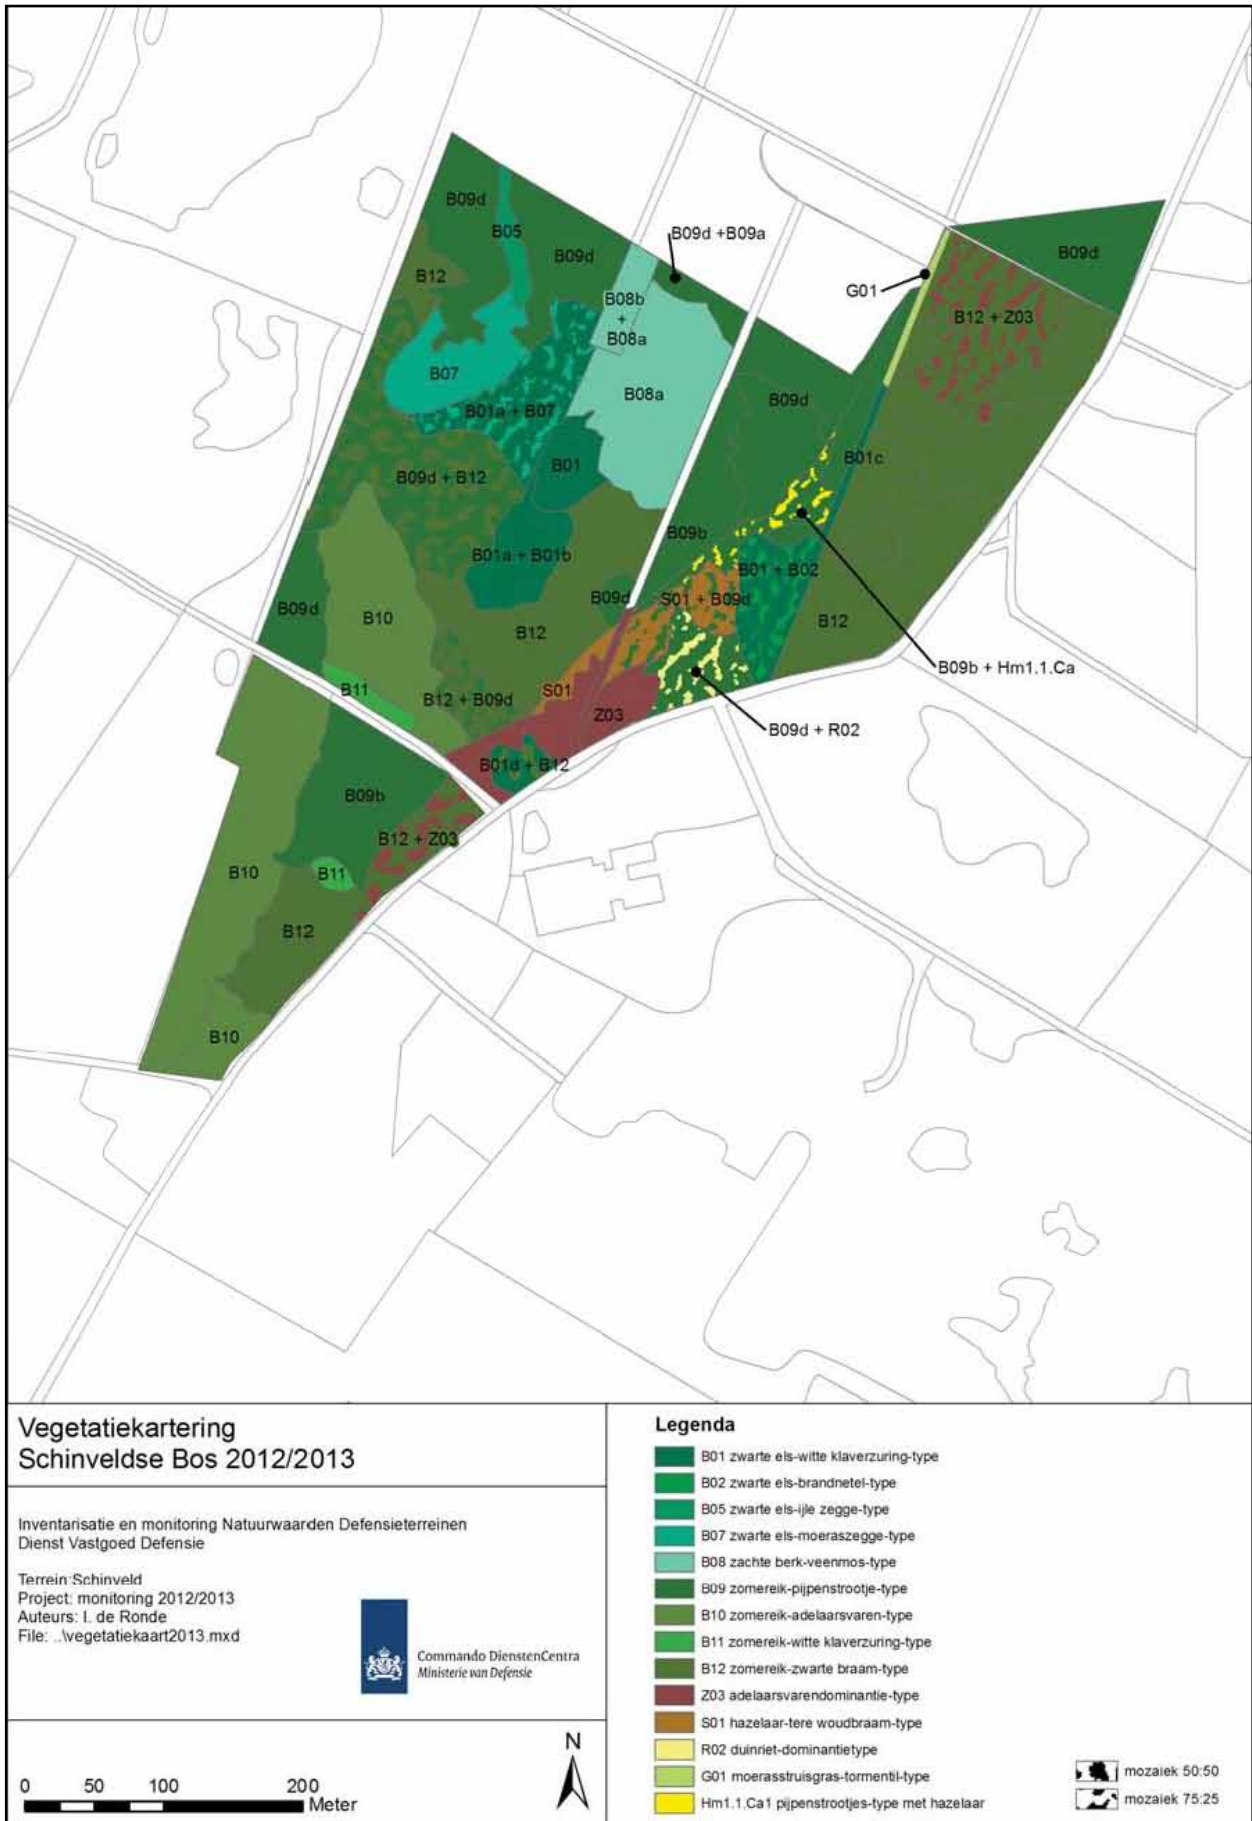 B09d
B05
B09d
B09d +B09a
B09d
G01
B12
B08b
+
B08a
B12 + Z03
B07
B08a
B01a + B07
B09d
B01
B01c
B09d + B12
B09b
B01a + B01b
B01 + B02
B09d
B09d
S01 + B09d
B10
B12
B12
B09b + Hm1.1.Ca
B11
B12 + B09d
S01
Z03
B09d + R02
B01d + B12
B09b
B12 + Z03
B10
B11
B12
B10
Vegetatiekartering
Schinveldse Bos 2012/2013
Inventarisatie en monitoring Natuurwaarden Defensieterreinen
Dienst Vastgoed Defensie
Terrein:Schinveld
Project: monitoring 2012/2013
Auteurs: I. de Ronde
File: ..\vegetatiekaart2013.mxd
Commando DienstenCentra
Ministerie van Defensie
0 50 100 200
Meter
N
Legenda
B01 zwarte els-witte klaverzuring-type
B02 zwarte els-brandnetel-type
B05 zwarte els-ijle zegge-type
B07 zwarte els-moeraszegge-type
B08 zachte berk-veenmos-type
B09 zomereik-pijpenstrootje-type
B10 zomereik-adelaarsvaren-type
B11 zomereik-witte klaverzuring-type
B12 zomereik-zwarte braam-type
Z03 adelaarsvarendominantie-type
S01 hazelaar-tere woudbraam-type
R02 duinriet-dominantietype
G01 moerasstruisgras-tormentil-type
Hm1.1.Ca1 pijpenstrootjes-type met hazelaar
mozaiek 50:50
mozaiek 75:25